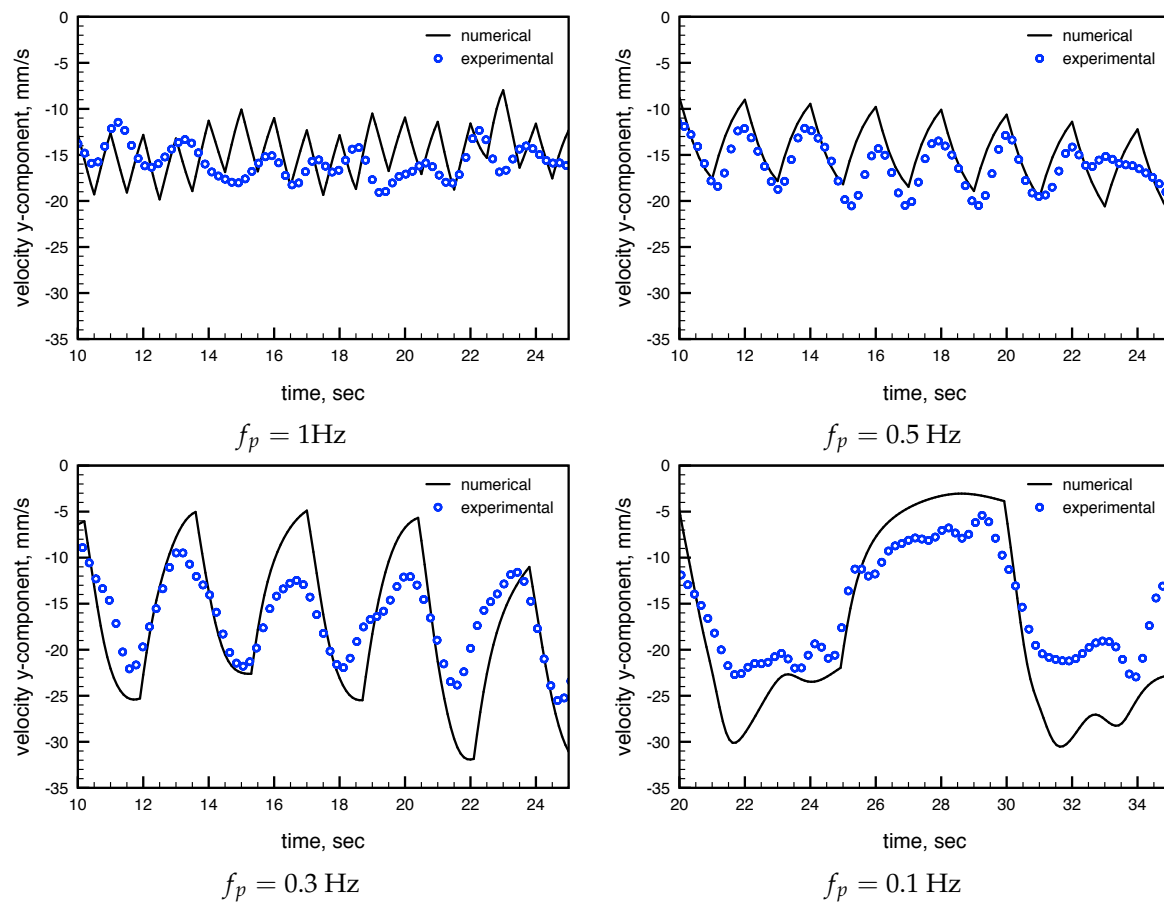 0
-5
-10
-15
-20
-25
-30
-35
velocity y-component, mm/s
numerical
experimental
10 12 14 16 18 20 22 24
time, sec
f_p = 1Hz
0
-5
-10
-15
-20
-25
-30
-35
velocity y-component, mm/s
numerical
experimental
10 12 14 16 18 20 22 24
time, sec
f_p = 0.5 Hz
0
-5
-10
-15
-20
-25
-30
-35
velocity y-component, mm/s
numerical
experimental
10 12 14 16 18 20 22 24
time, sec
f_p = 0.3 Hz
0
-5
-10
-15
-20
-25
-30
-35
velocity y-component, mm/s
numerical
experimental
20 22 24 26 28 30 32 34
time, sec
f_p = 0.1 Hz